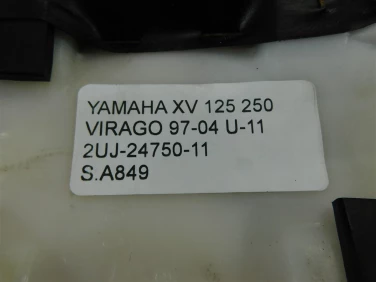 YAMAHA XV 125 250
VIRAGO 97-04 U-11
2UJ-24750-11
S.A849